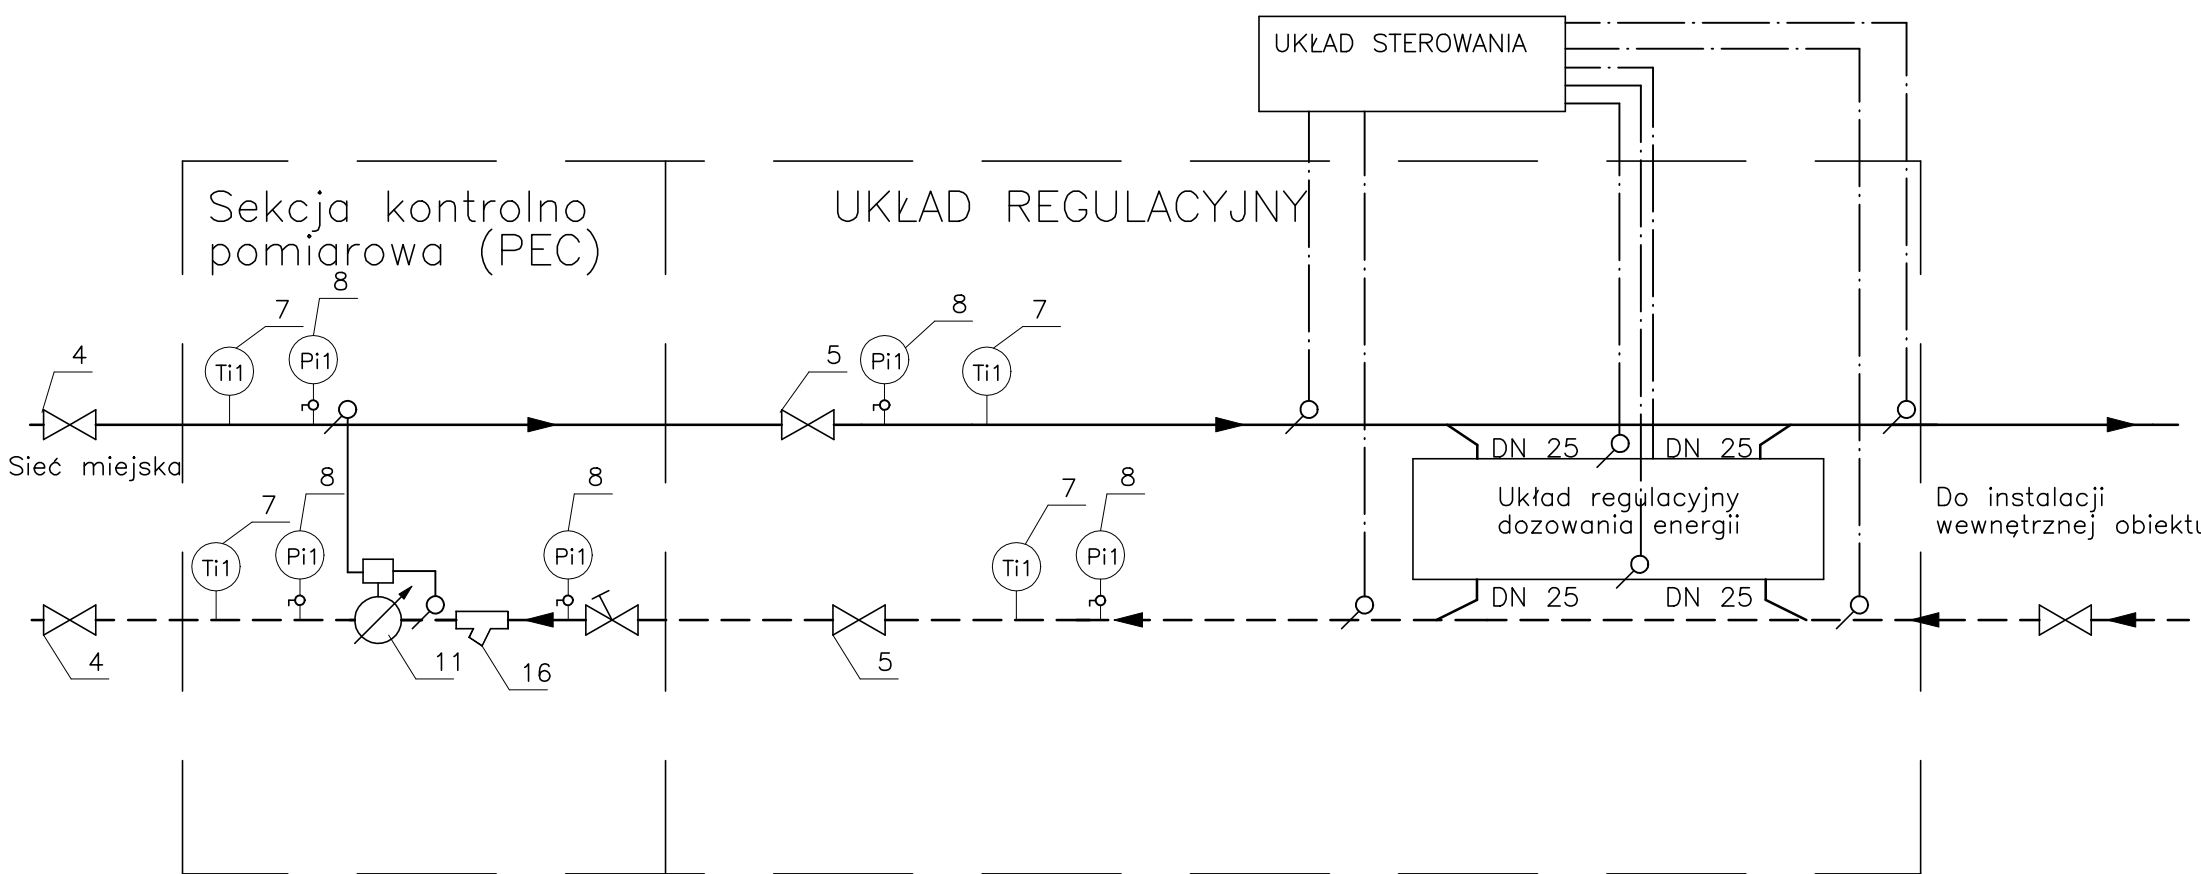 UKŁAD STEROWANIA
Sekcja kontrolno
pomiarowa (PEC)
UKŁAD REGULACYJNY
8
7
8
7
4
5
Pi1
Pi1
Ti1
Ti1
Sieć miejska
DN 25
DN 25
7
8
8
7
8
Układ regulacyjny
dozowania energii
Do instalacji
wewnętrznej obiektu
Ti1
Pi1
Pi1
Ti1
Pi1
DN 25
DN 25
4
11
16
5